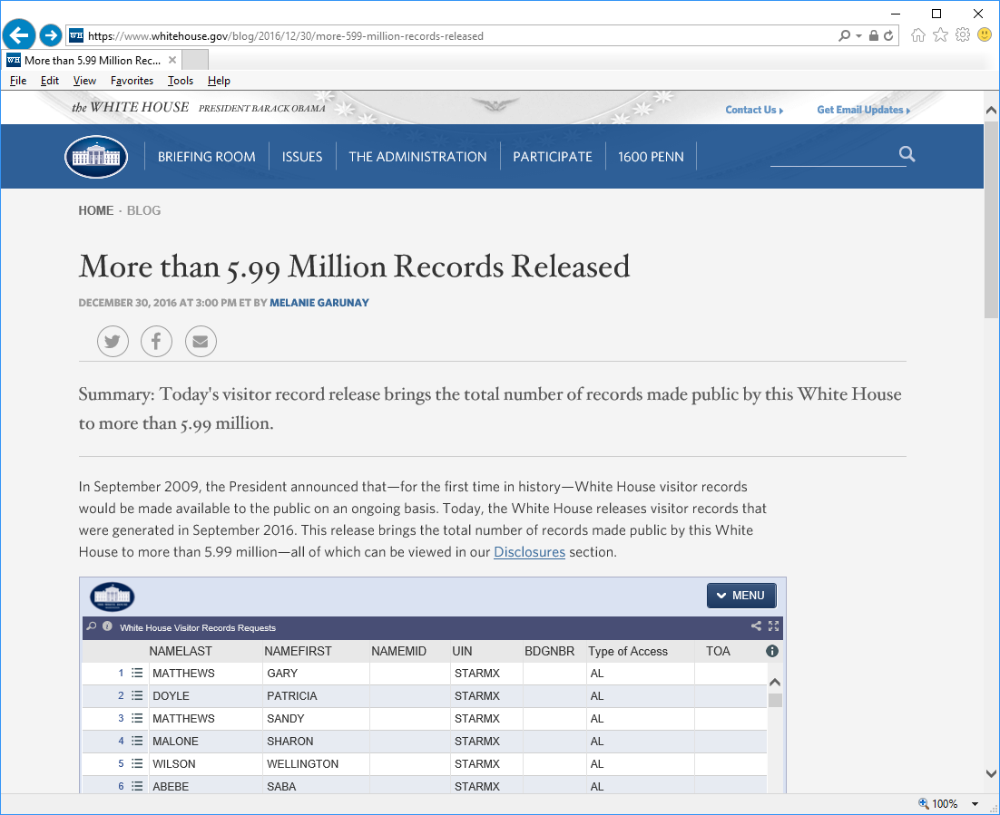 https://www.whitehouse.gov/blog/2016/12/30/more-599-million-records-released
WH More than 5.99 Million Rec...
File Edit View Favorites Tools Help
the WHITE HOUSE PRESIDENT BARACK OBAMA
Contact Us Get Email Updates
BRIEFING ROOM ISSUES THE ADMINISTRATION PARTICIPATE 1600 PENN
HOME · BLOG
More than 5.99 Million Records Released
DECEMBER 30, 2016 AT 3:00 PM ET BY MELANIE GARUNAY
Summary: Today's visitor record release brings the total number of records made public by this White House
to more than 5.99 million.
In September 2009, the President announced that—for the first time in history—White House visitor records
would be made available to the public on an ongoing basis. Today, the White House releases visitor records that
were generated in September 2016. This release brings the total number of records made public by this White
House to more than 5.99 million—all of which can be viewed in our Disclosures section.
MENU
White House Visitor Records Requests
NAMELAST NAMEFIRST NAMEMID UIN BDGNBR Type of Access TOA
1 MATTHEWS GARY STARMX AL
2 DOYLE PATRICIA STARMX AL
3 MATTHEWS SANDY STARMX AL
4 MALONE SHARON STARMX AL
5 WILSON WELLINGTON STARMX AL
6 ABEBE SABA STARMX AL
100%